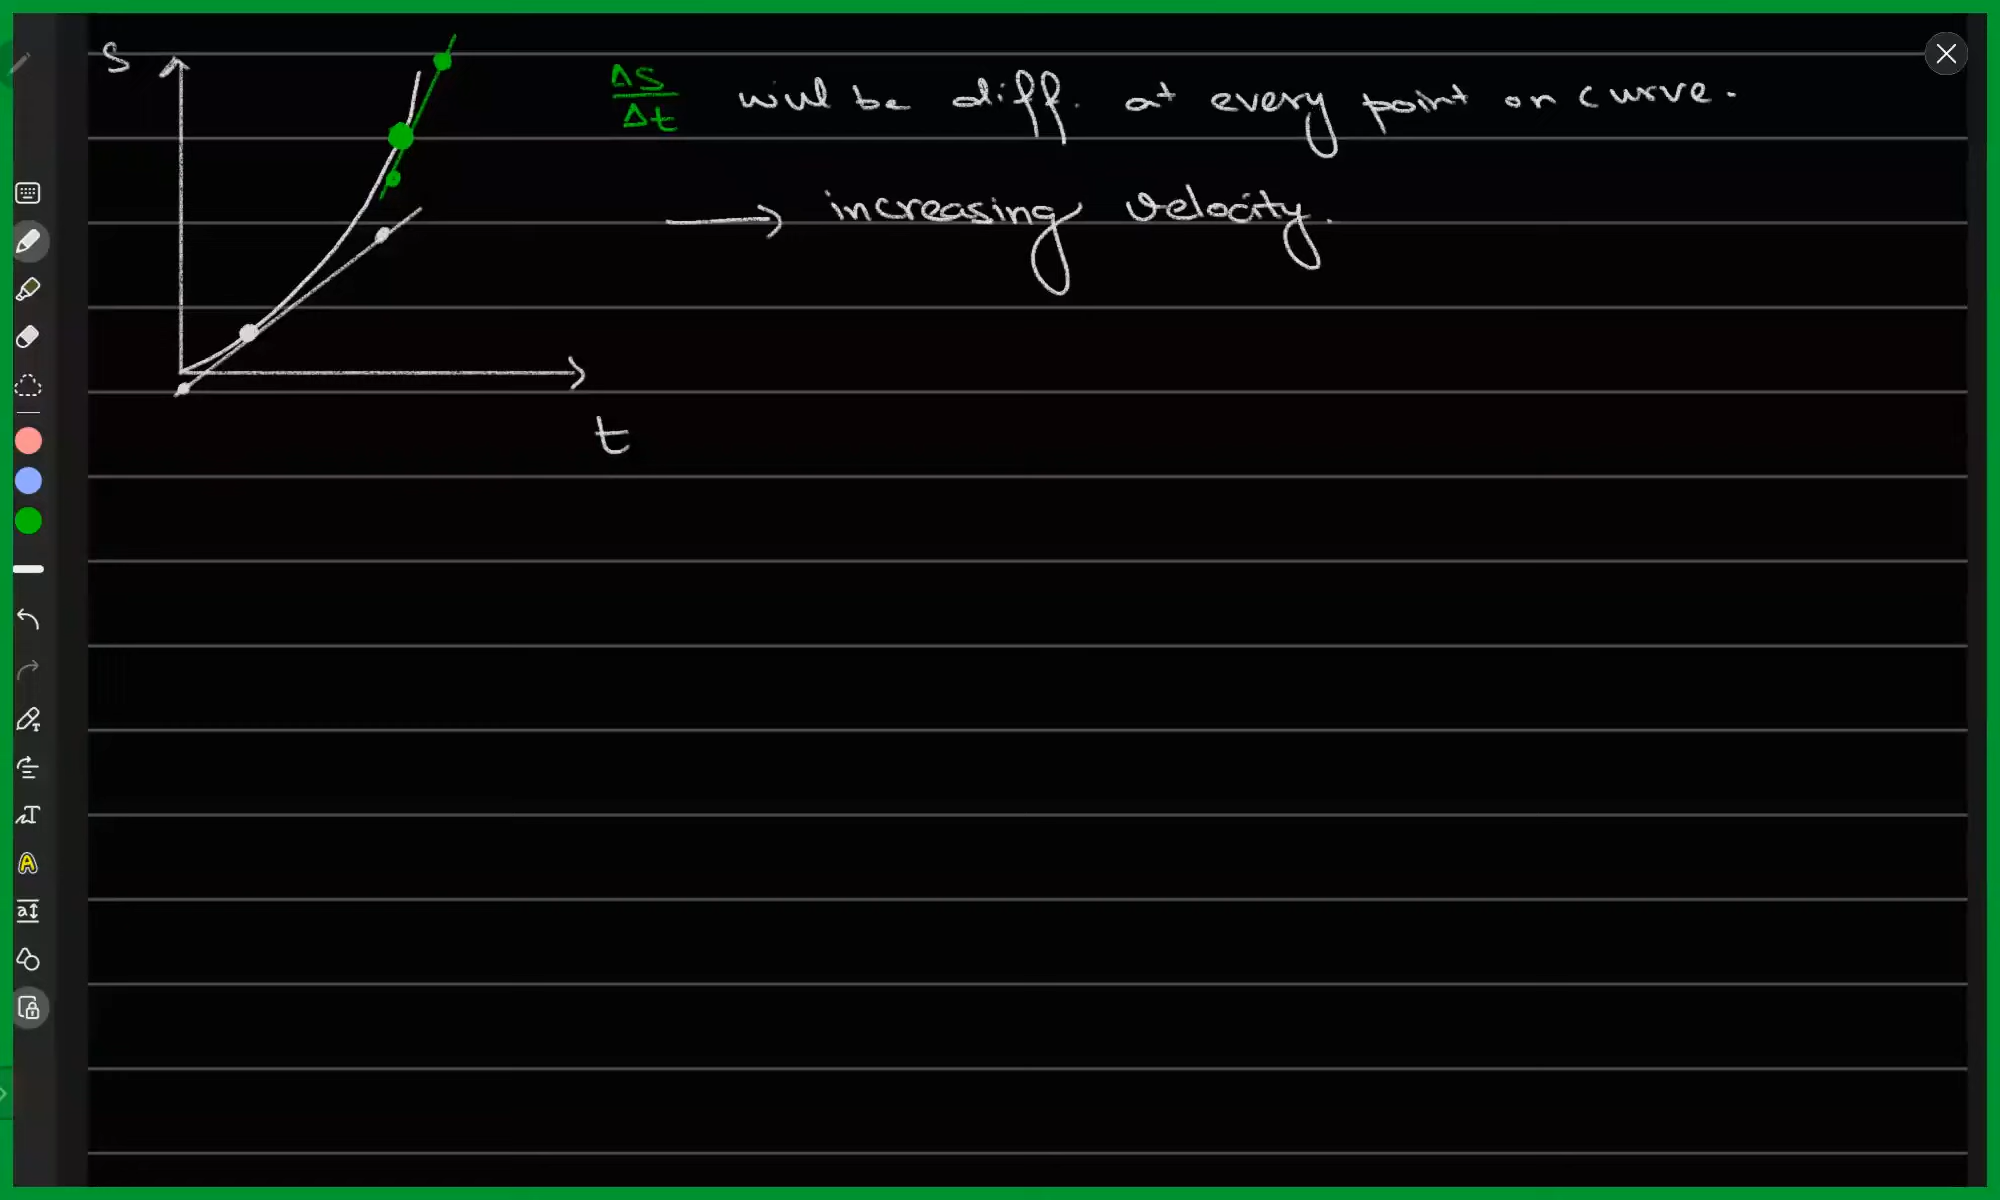 S
ΔS/Δt will be diff. at every point on curve.
→ increasing velocity.
t